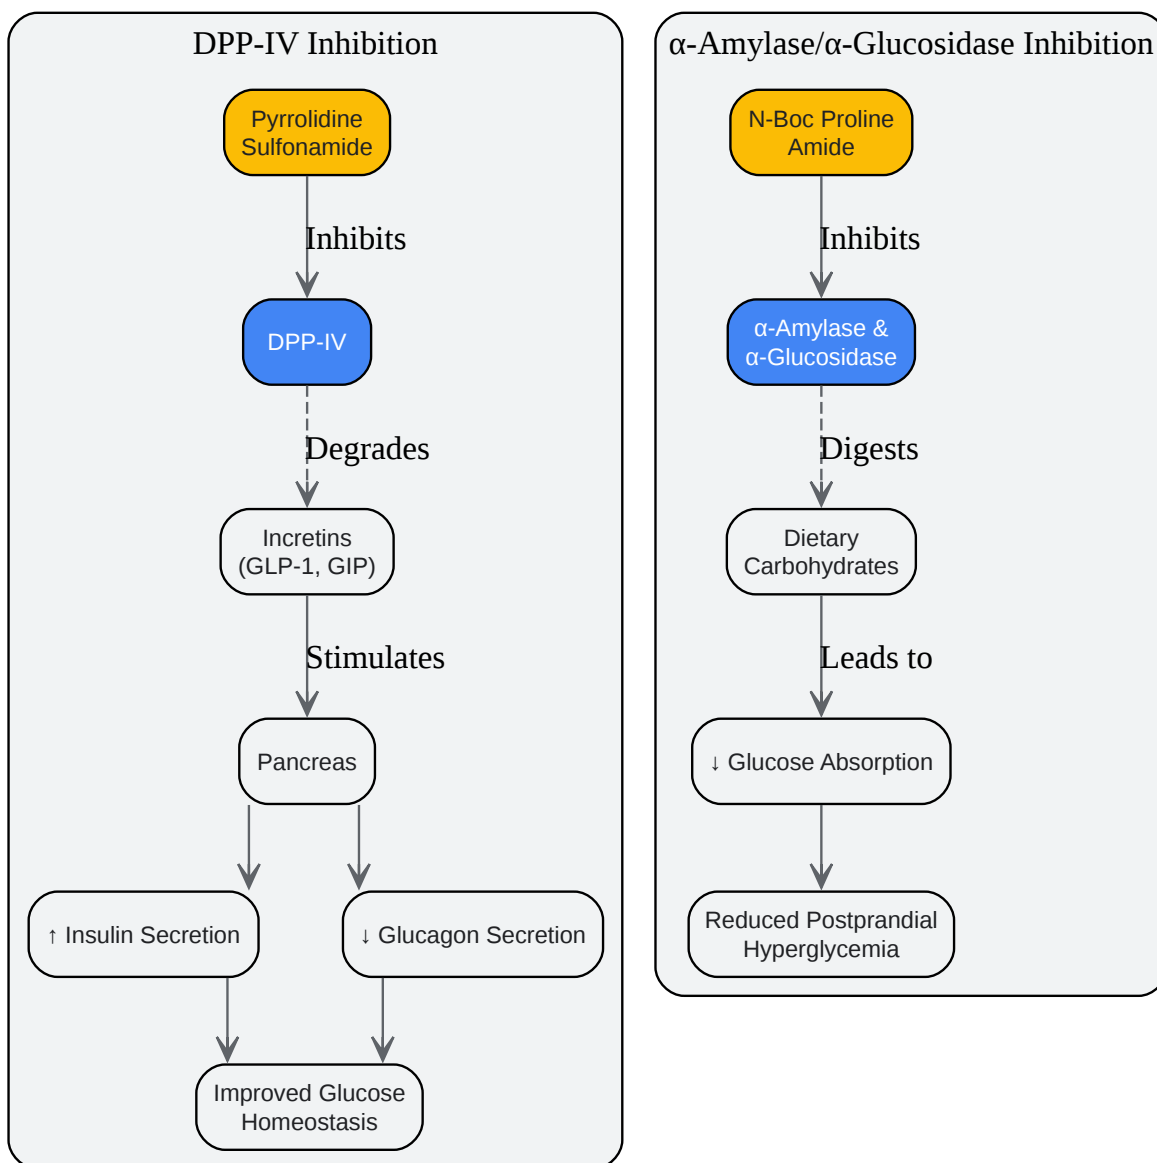 DPP-IV Inhibition
Pyrrolidine
Sulfonamide
Inhibits
DPP-IV
Degrades
Incretins
(GLP-1, GIP)
Stimulates
Pancreas
↑ Insulin Secretion
↓ Glucagon Secretion
Improved Glucose
Homeostasis
α-Amylase/α-Glucosidase Inhibition
N-Boc Proline
Amide
Inhibits
α-Amylase &
α-Glucosidase
Digests
Dietary
Carbohydrates
Leads to
↓ Glucose Absorption
Reduced Postprandial
Hyperglycemia